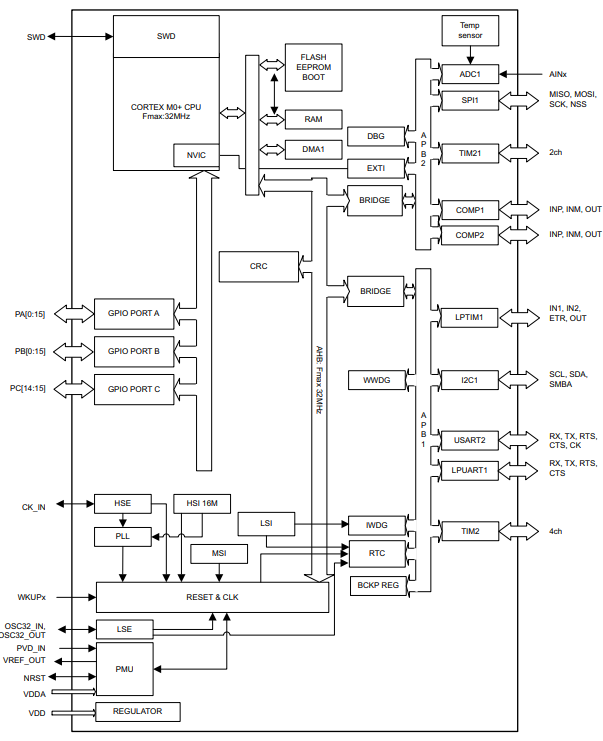 Temp
sensor
SWD
SWD
FLASH
EEPROM
BOOT
ADC1
AINx
CORTEX M0+ CPU
Fmax:32MHz
SPI1
MISO, MOSI,
SCK, NSS
RAM
DBG
A
P
B
2
DMA1
TIM21
2ch
NVIC
EXTI
BRIDGE
COMP1
INP, INM, OUT
COMP2
INP, INM, OUT
CRC
BRIDGE
PA[0:15]
GPIO PORT A
LPTIM1
IN1, IN2,
ETR, OUT
PB[0:15]
GPIO PORT B
AHB: Fmax 32MHz
PC[14:15]
GPIO PORT C
WWDG
I2C1
SCL, SDA,
SMBA
A
P
B
1
USART2
RX, TX, RTS,
CTS, CK
LPUART1
RX, TX, RTS,
CTS
CK_IN
HSE
HSI 16M
LSI
IWDG
TIM2
4ch
PLL
MSI
RTC
BCKP REG
WKUPx
RESET & CLK
OSC32_IN,
OSC32_OUT
LSE
PVD_IN
VREF_OUT
PMU
NRST
VDDA
VDD
REGULATOR